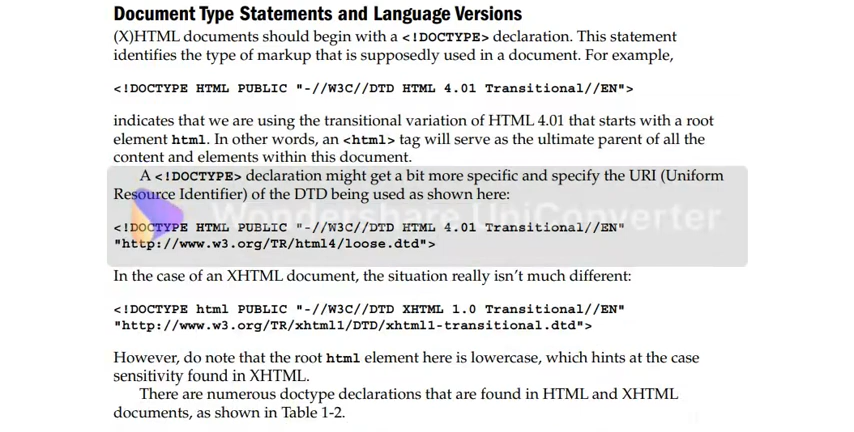 Document Type Statements and Language Versions
(X)HTML documents should begin with a <!DOCTYPE> declaration. This statement
identifies the type of markup that is supposedly used in a document. For example,
<!DOCTYPE HTML PUBLIC "-//W3C//DTD HTML 4.01 Transitional//EN">
indicates that we are using the transitional variation of HTML 4.01 that starts with a root
element html. In other words, an <html> tag will serve as the ultimate parent of all the
content and elements within this document.
A <!DOCTYPE> declaration might get a bit more specific and specify the URI (Uniform
Resource Identifier) of the DTD being used as shown here:
Wondershare UniConverter
<!DOCTYPE HTML PUBLIC "-//W3C//DTD HTML 4.01 Transitional//EN"
"http://www.w3.org/TR/html4/loose.dtd">
In the case of an XHTML document, the situation really isn't much different:
<!DOCTYPE html PUBLIC "-//W3C//DTD XHTML 1.0 Transitional//EN"
"http://www.w3.org/TR/xhtml1/DTD/xhtml1-transitional.dtd">
However, do note that the root html element here is lowercase, which hints at the case
sensitivity found in XHTML.
There are numerous doctype declarations that are found in HTML and XHTML
documents, as shown in Table 1-2.